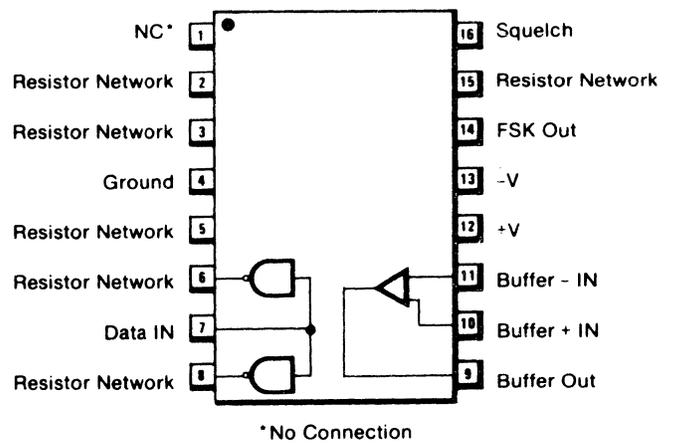 NC* 1 16 Squelch
Resistor Network 2 15 Resistor Network
Resistor Network 3 14 FSK Out
Ground 4 13 -V
Resistor Network 5 12 +V
Resistor Network 6 11 Buffer - IN
Data IN 7 10 Buffer + IN
Resistor Network 8 9 Buffer Out
*No Connection